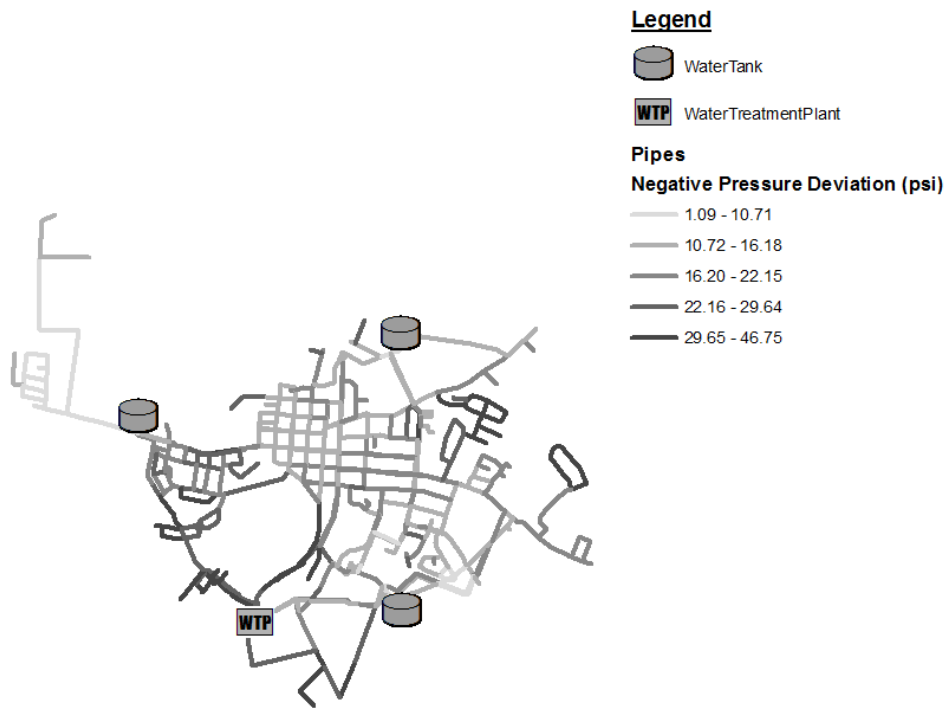 Legend
WaterTank
WTP WaterTreatmentPlant
Pipes
Negative Pressure Deviation (psi)
1.09 - 10.71
10.72 - 16.18
16.20 - 22.15
22.16 - 29.64
29.65 - 46.75
WTP